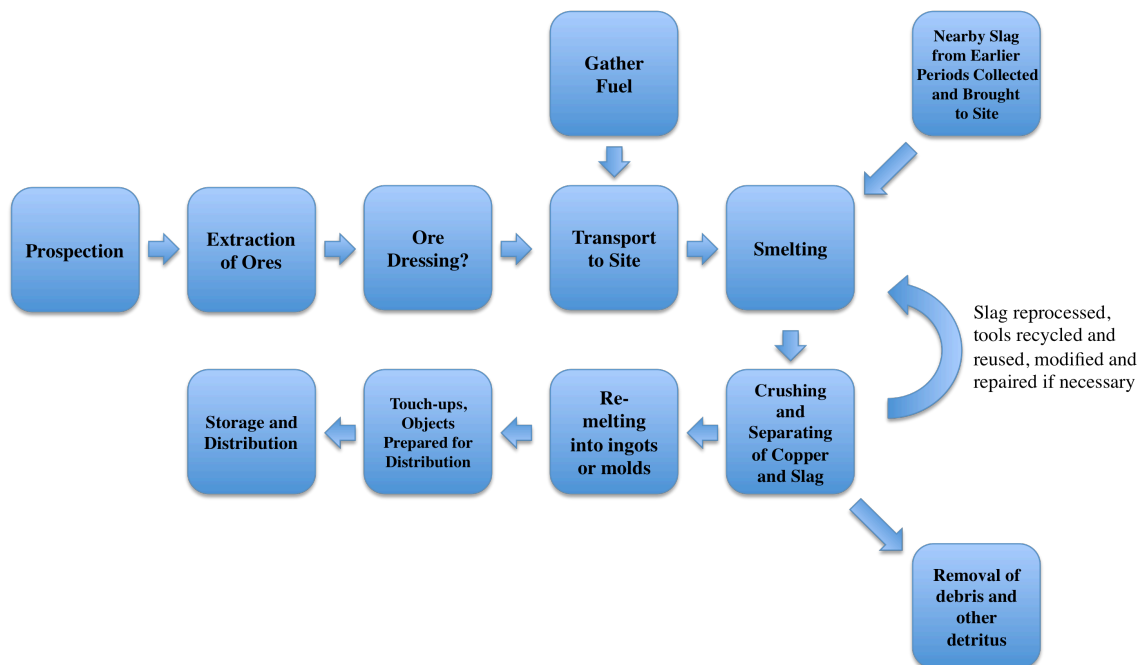 Gather
Fuel
Nearby Slag
from Earlier
Periods Collected
and Brought
to Site
Prospection
Extraction
of Ores
Ore
Dressing?
Transport
to Site
Smelting
Slag reprocessed,
tools recycled and
reused, modified and
repaired if necessary
Storage and
Distribution
Touch-ups,
Objects
Prepared for
Distribution
Re-
melting
into ingots
or molds
Crushing
and
Separating
of Copper
and Slag
Removal of
debris and
other
detritus